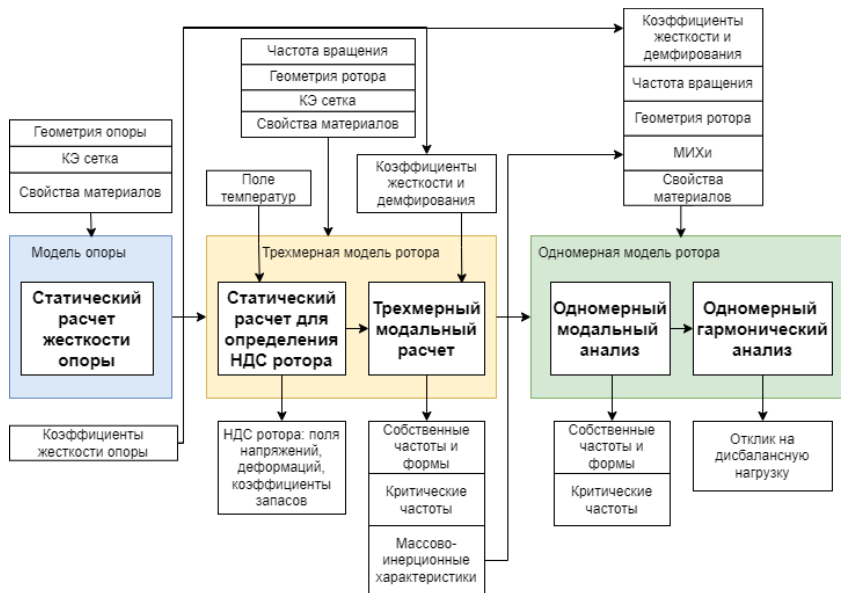 Коэффициенты
жесткости и
демфирования
Частота вращения
Геометрия ротора
МИХи
Свойства
материалов
Частота вращения
Геометрия ротора
КЭ сетка
Свойства материалов
Геометрия опоры
КЭ сетка
Свойства материалов
Поле
температур
Коэффициенты
жесткости и
демфирования
Модель опоры
Статический
расчет
жесткости
опоры
Трехмерная модель ротора
Статический
расчет для
определения
НДС ротора
Трехмерный
модальный
расчет
Одномерная модель ротора
Одномерный
модальный
анализ
Одномерный
гармонический
анализ
Коэффициенты
жесткости опоры
НДС ротора: поля
напряжений,
деформаций,
коэффициенты
запасов
Собственные
частоты и
формы
Критические
частоты
Массово-
инерционные
характеристики
Собственные
частоты и
формы
Критические
частоты
Отклик на
дисбалансную
нагрузку